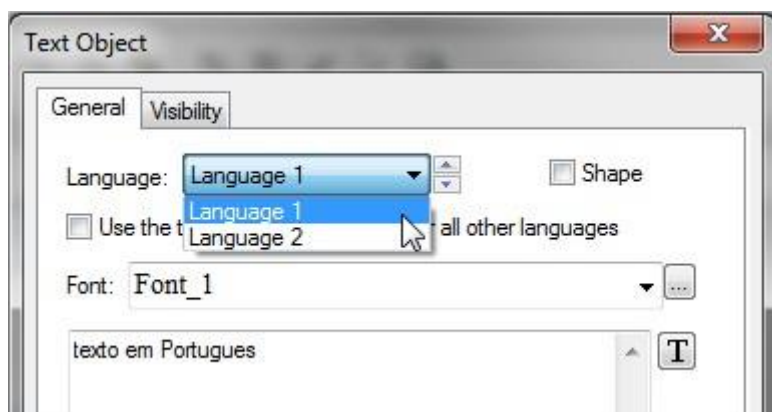 Text Object
General Visibility
Language: Language 1 Shape
Language 1
Use the t all other languages
Language 2
Font: Font_1 ...
texto em Portugues T